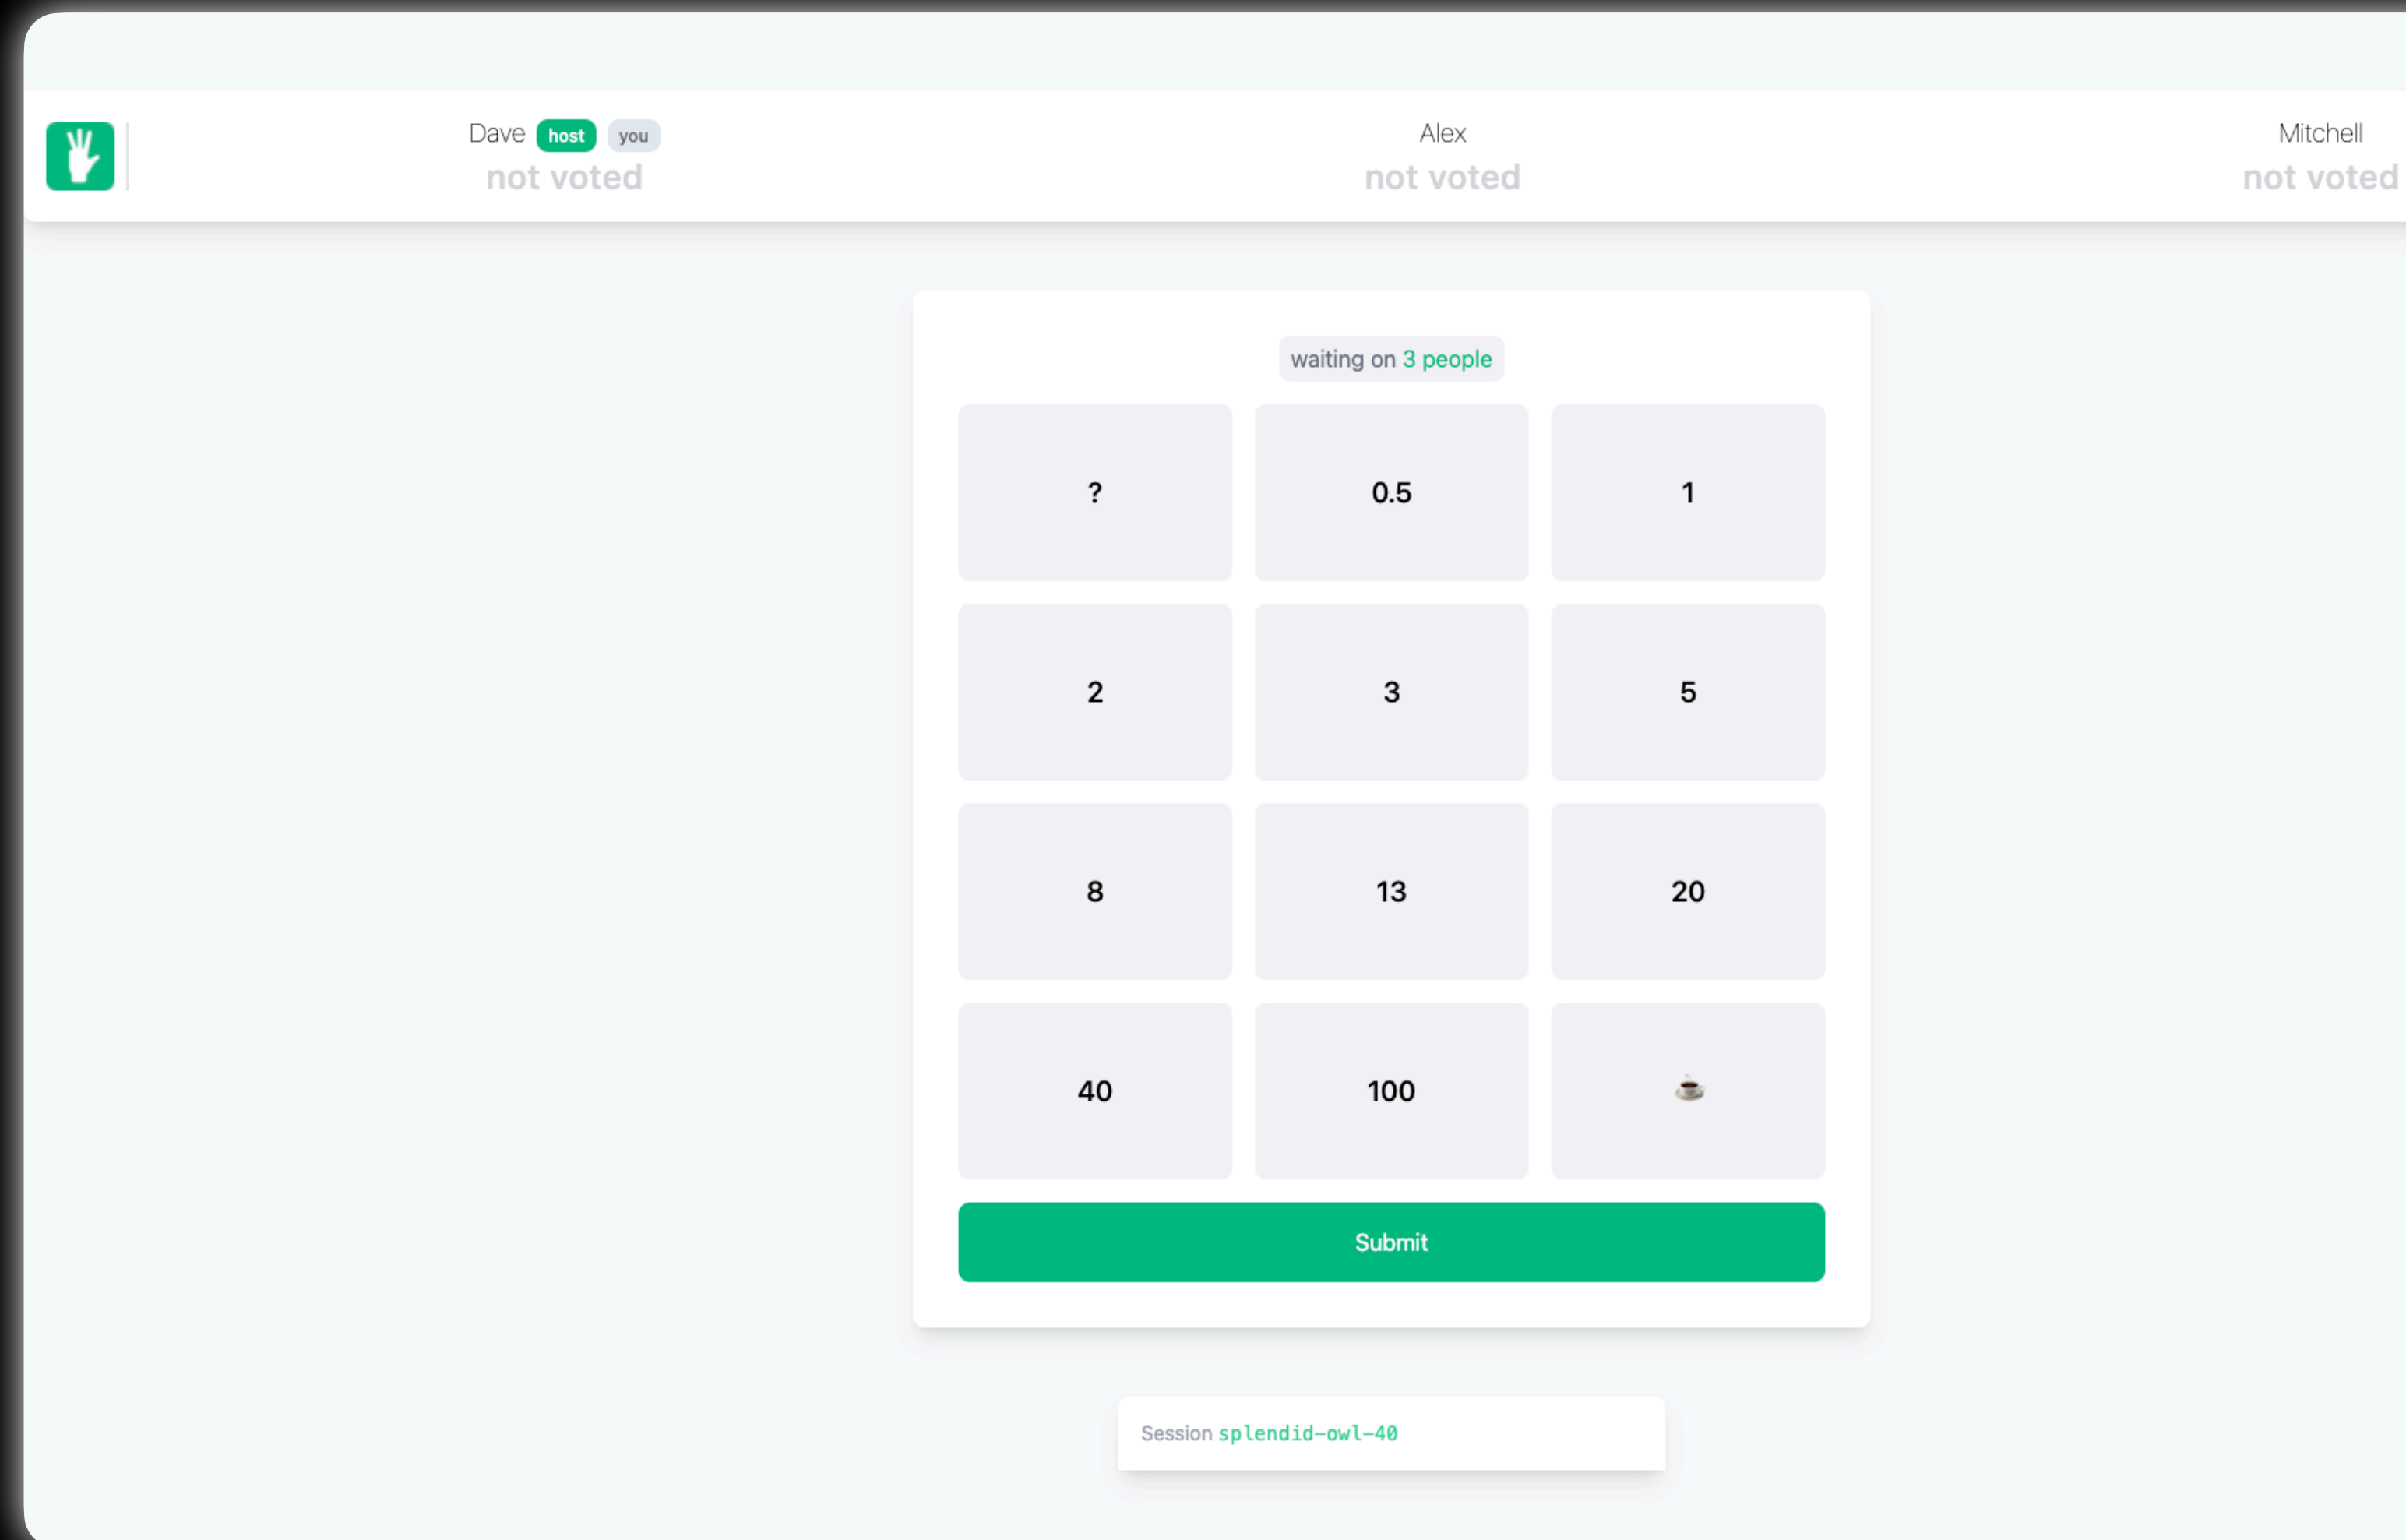 Dave host you
not voted
Alex
not voted
Mitchell
not voted
waiting on 3 people
?
0.5
1
2
3
5
8
13
20
40
100
Submit
Session splendid-owl-40